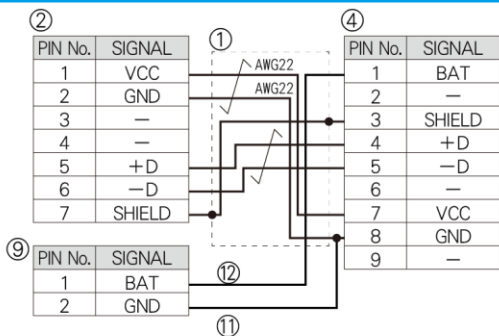 ② ① ④
PIN No. SIGNAL
1 VCC
2 GND
3 —
4 —
5 +D
6 −D
7 SHIELD
AWG22
AWG22
PIN No. SIGNAL
1 BAT
2 —
3 SHIELD
4 +D
5 −D
6 —
7 VCC
8 GND
9 —
⑨
PIN No. SIGNAL
1 BAT
2 GND
⑫
⑪